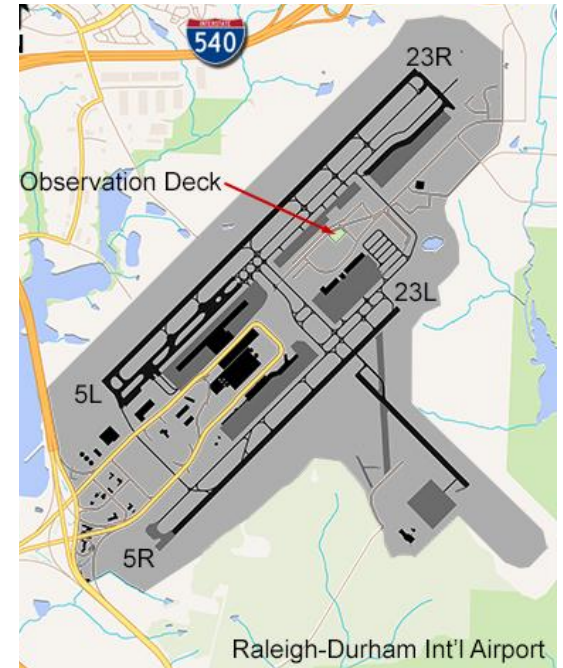 INTERSTATE
540
23R
Observation Deck
23L
5L
5R
Raleigh-Durham Int'l Airport